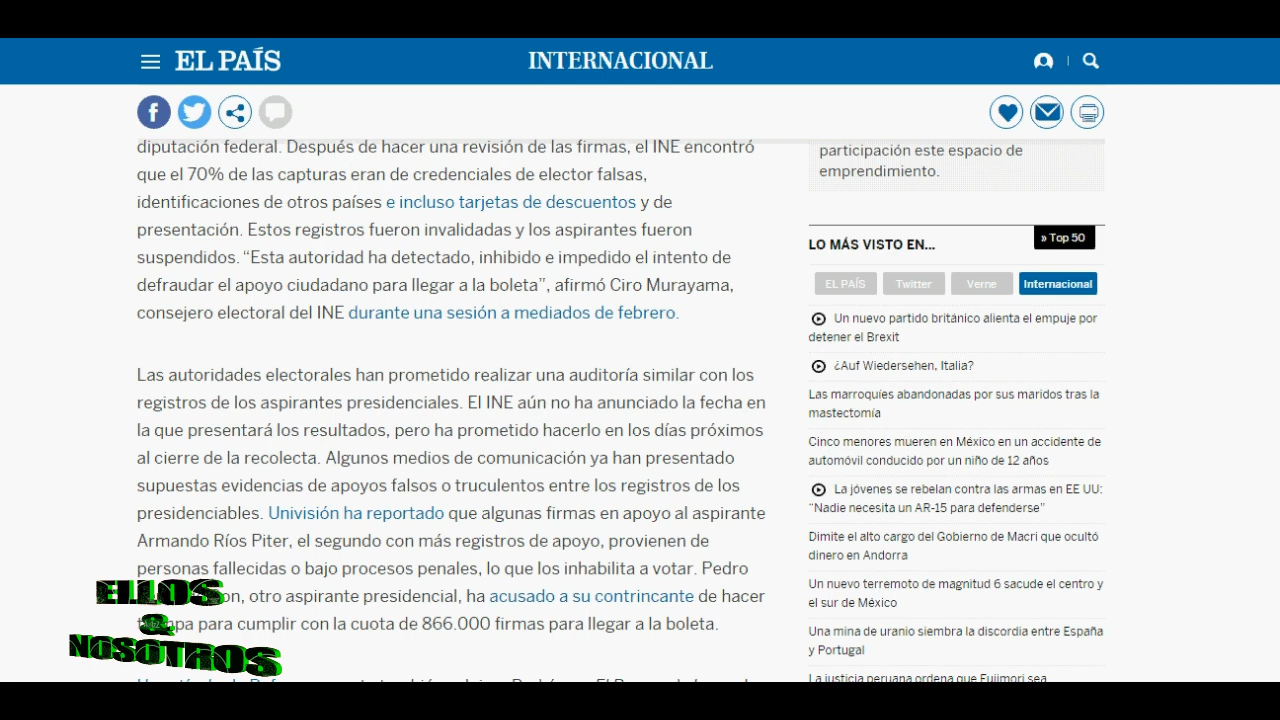 EL PAÍS
INTERNACIONAL
diputación federal. Después de hacer una revisión de las firmas, el INE encontró
que el 70% de las capturas eran de credenciales de elector falsas,
identificaciones de otros países e incluso tarjetas de descuentos y de
presentación. Estos registros fueron invalidadas y los aspirantes fueron
suspendidos. “Esta autoridad ha detectado, inhibido e impedido el intento de
defraudar el apoyo ciudadano para llegar a la boleta”, afirmó Ciro Murayama,
consejero electoral del INE durante una sesión a mediados de febrero.
Las autoridades electorales han prometido realizar una auditoría similar con los
registros de los aspirantes presidenciales. El INE aún no ha anunciado la fecha en
la que presentará los resultados, pero ha prometido hacerlo en los días próximos
al cierre de la recolecta. Algunos medios de comunicación ya han presentado
supuestas evidencias de apoyos falsos o truculentos entre los registros de los
presidenciables. Univisión ha reportado que algunas firmas en apoyo al aspirante
Armando Ríos Piter, el segundo con más registros de apoyo, provienen de
personas fallecidas o bajo procesos penales, lo que los inhabilita a votar. Pedro
on, otro aspirante presidencial, ha acusado a su contrincante de hacer
para cumplir con la cuota de 866.000 firmas para llegar a la boleta.
ELLOS
&
NOSOTROS
participación este espacio de
emprendimiento.
LO MÁS VISTO EN...
» Top 50
EL PAÍS Twitter Verne Internacional
Un nuevo partido británico alienta el empuje por
detener el Brexit
¿Auf Wiedersehen, Italia?
Las marroquíes abandonadas por sus maridos tras la
mastectomía
Cinco menores mueren en México en un accidente de
automóvil conducido por un niño de 12 años
La jóvenes se rebelan contra las armas en EE UU:
“Nadie necesita un AR-15 para defenderse”
Dimite el alto cargo del Gobierno de Macri que ocultó
dinero en Andorra
Un nuevo terremoto de magnitud 6 sacude el centro y
el sur de México
Una mina de uranio siembra la discordia entre España
y Portugal
La justicia peruana ordena que Fujimori sea